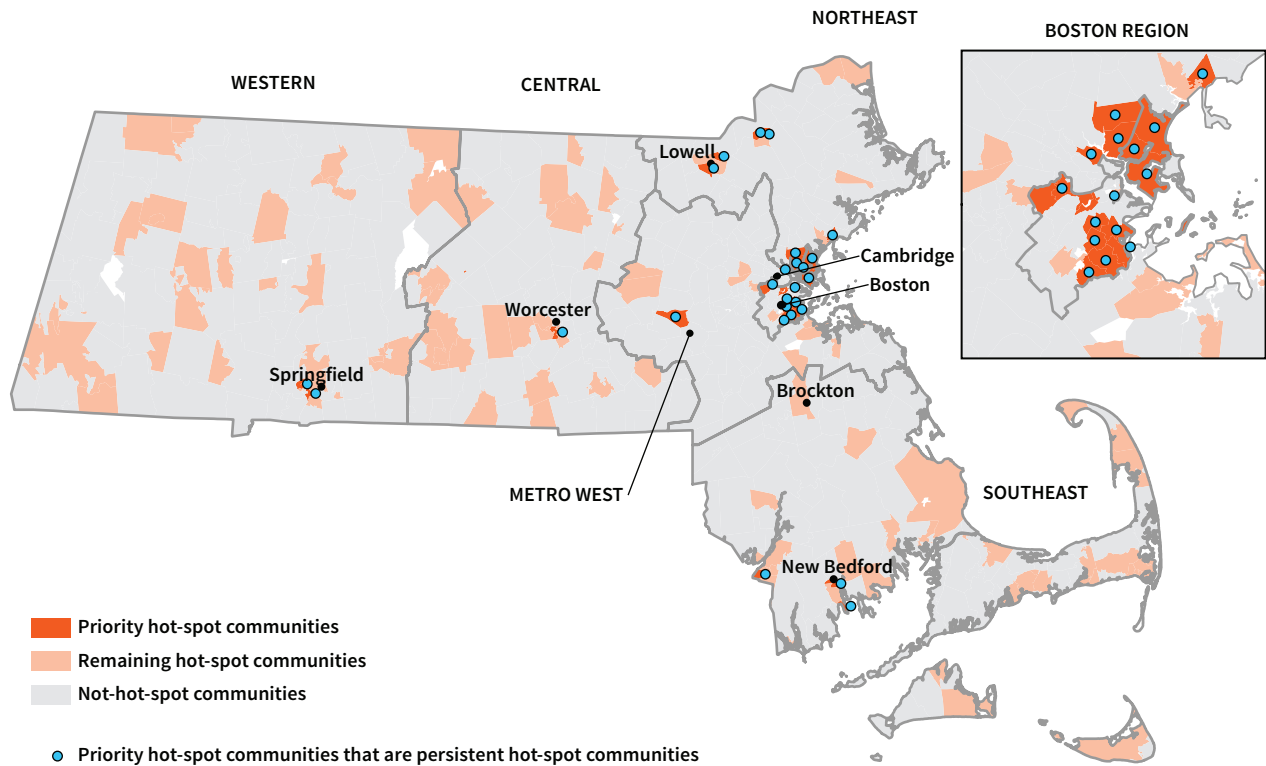 NORTHEAST
BOSTON REGION
WESTERN
CENTRAL
Lowell
Cambridge
Boston
Worcester
Springfield
Brockton
METRO WEST
SOUTHEAST
New Bedford
Priority hot-spot communities
Remaining hot-spot communities
Not-hot-spot communities
Priority hot-spot communities that are persistent hot-spot communities